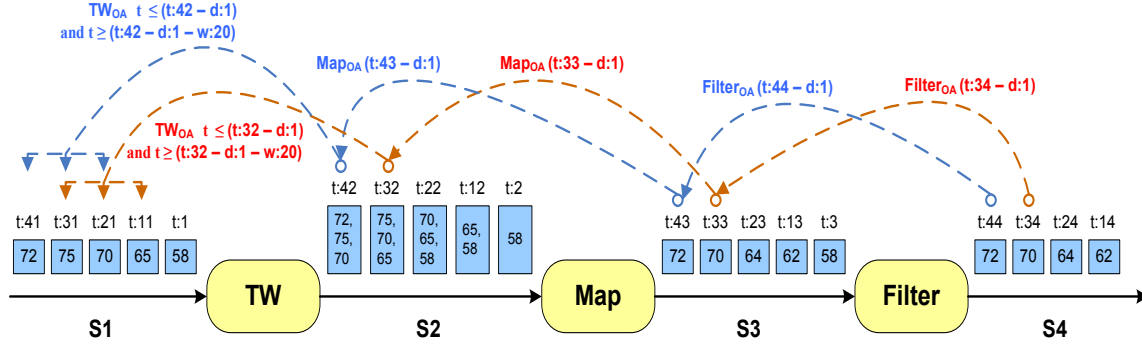 TWOA t ≤ (t:42 – d:1)
and t ≥ (t:42 – d:1 – w:20)
MapOA (t:43 – d:1)
MapOA (t:33 – d:1)
FilterOA (t:44 – d:1)
FilterOA (t:34 – d:1)
TWOA t ≤ (t:32 – d:1)
and t ≥ (t:32 – d:1 – w:20)
t:42 t:32 t:22 t:12 t:2
t:41 t:31 t:21 t:11 t:1
t:43 t:33 t:23 t:13 t:3
t:44 t:34 t:24 t:14
72, 75, 70,
75, 70, 65, 65,
70 65 58 58 58
72 75 70 65 58
72 70 64 62 58
72 70 64 62
TW Map Filter
S1 S2 S3 S4